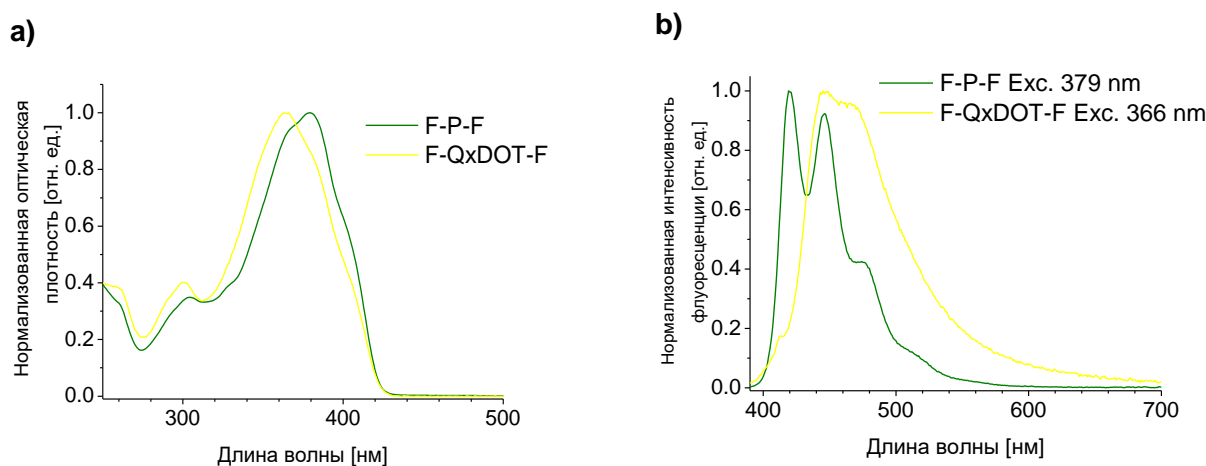 a)
Нормализованная оптическая
плотность [отн. ед.]
1.0
0.8
0.6
0.4
0.2
0.0
F-P-F
F-QxDOT-F
300
400
500
Длина волны [нм]
b)
Нормализованная интенсивность
флуоресценции [отн. ед.]
1.0
0.8
0.6
0.4
0.2
0.0
F-P-F Exc. 379 nm
F-QxDOT-F Exc. 366 nm
400
500
600
700
Длина волны [нм]